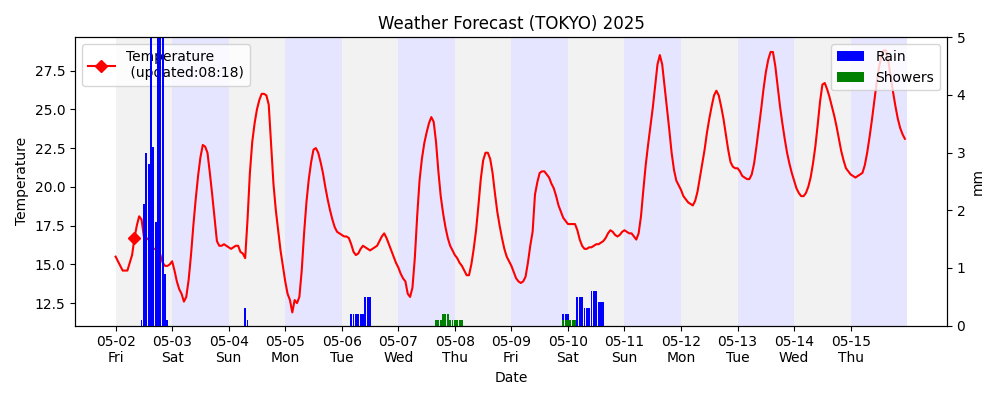 Weather Forecast (TOKYO) 2025
Temperature
(updated:08:18)
Rain
Showers
Temperature
27.5
25.0
22.5
20.0
17.5
15.0
12.5
5
4
3
2
1
0
mm
05-02 05-03 05-04 05-05 05-06 05-07 05-08 05-09 05-10 05-11 05-12 05-13 05-14 05-15
Fri Sat Sun Mon Tue Wed Thu Fri Sat Sun Mon Tue Wed Thu
Date